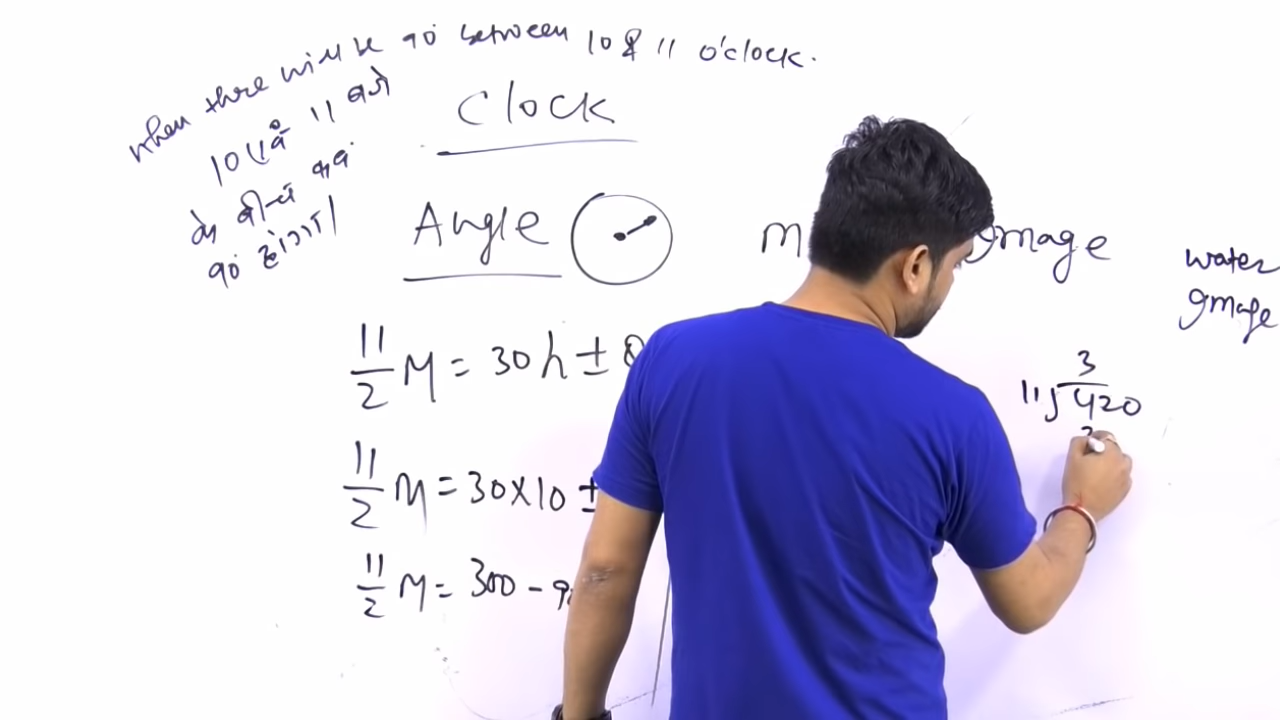 when there will be 90° between 10 & 11 o'clock.
10 एवं 11 बजे
के बीच कब
90° होगा।
Clock
Angle
M
Image
water
Image
11/2 M = 30h ±
11/2 M = 30×10 ±
11/2 M = 300 - 9
3
11) 420